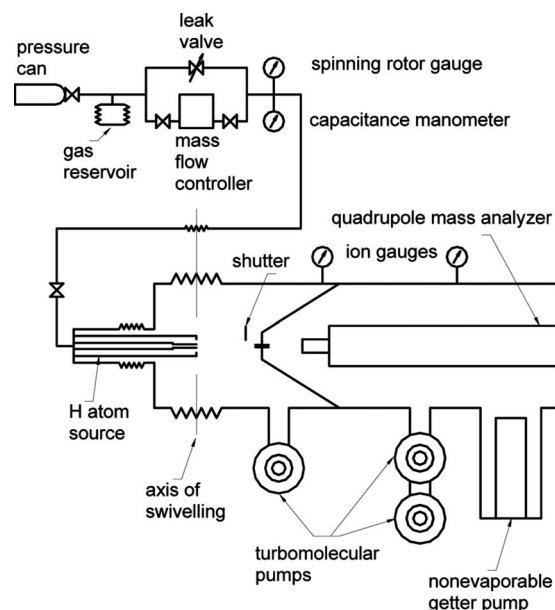 leak
valve
pressure
can
spinning rotor gauge
capacitance manometer
gas
reservoir
mass
flow
controller
quadrupole mass analyzer
shutter
ion gauges
H atom
source
axis of
swivelling
turbomolecular
pumps
nonevaporable
getter pump